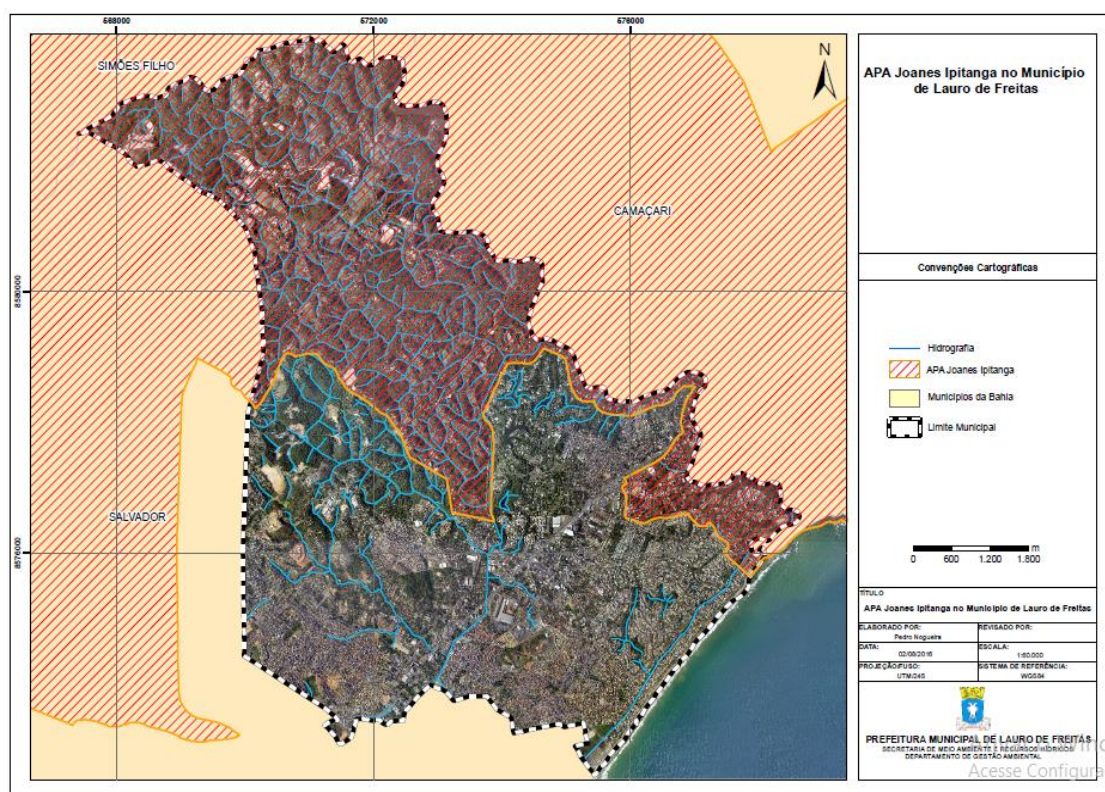 568000
572000
576000
SIMÕES FILHO
N
CAMAÇARI
8580000
SALVADOR
8576000
APA Joanes Ipitanga no Município
de Lauro de Freitas
Convenções Cartográficas
Hidrografia
APA Joanes Ipitanga
Municípios da Bahia
Limite Municipal
m
0 600 1.200 1.800
TÍTULO
APA Joanes Ipitanga no Município de Lauro de Freitas
ELABORADO POR:
Pedro Nogueira
REVISADO POR:
DATA:
02/08/2016
ESCALA:
1:60.000
PROJEÇÃO/FUSO:
UTM/24S
SISTEMA DE REFERÊNCIA:
WGS84
PREFEITURA MUNICIPAL DE LAURO DE FREITAS
SECRETARIA DE MEIO AMBIENTE E RECURSOS HÍDRICOS
DEPARTAMENTO DE GESTÃO AMBIENTAL
Acesse Configura